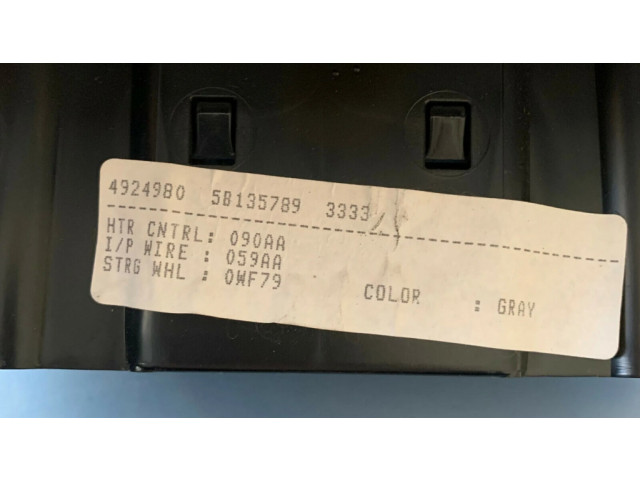 4924980 5B135789 3333
HTR CNTRL: 090AA
I/P WIRE : 059AA
STRG WHL : 0WF79
COLOR : GRAY